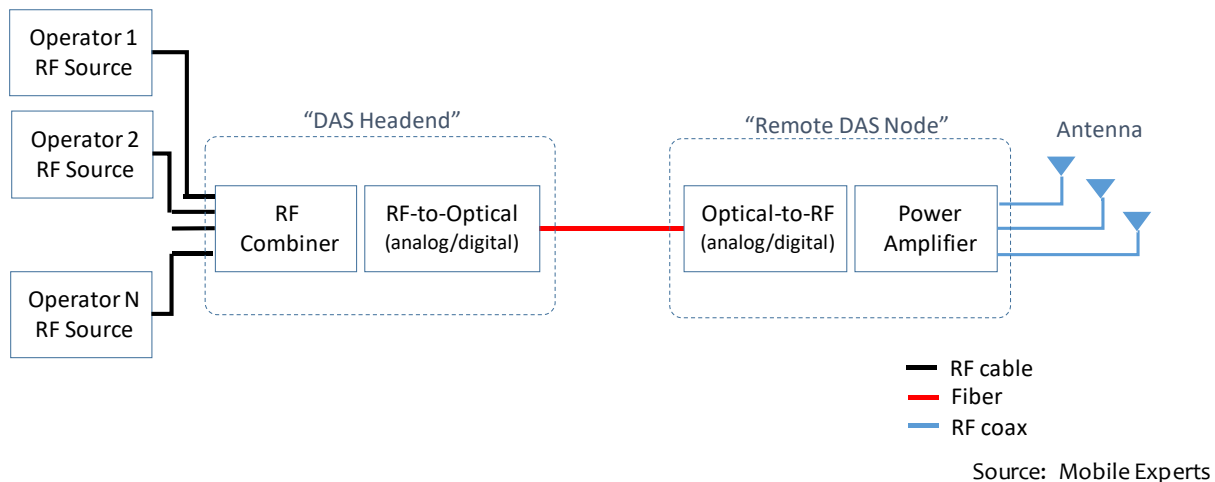 Operator 1
RF Source
Operator 2
RF Source
Operator N
RF Source
“DAS Headend”
RF
Combiner
RF-to-Optical
(analog/digital)
“Remote DAS Node”
Optical-to-RF
(analog/digital)
Power
Amplifier
Antenna
RF cable
Fiber
RF coax
Source: Mobile Experts